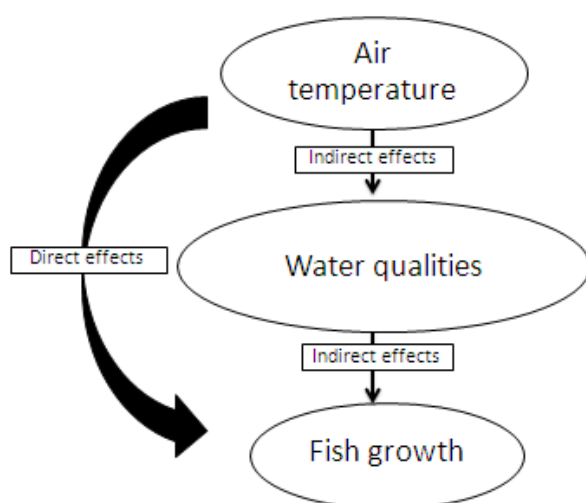 Air
temperature
Indirect effects
Direct effects
Water qualities
Indirect effects
Fish growth